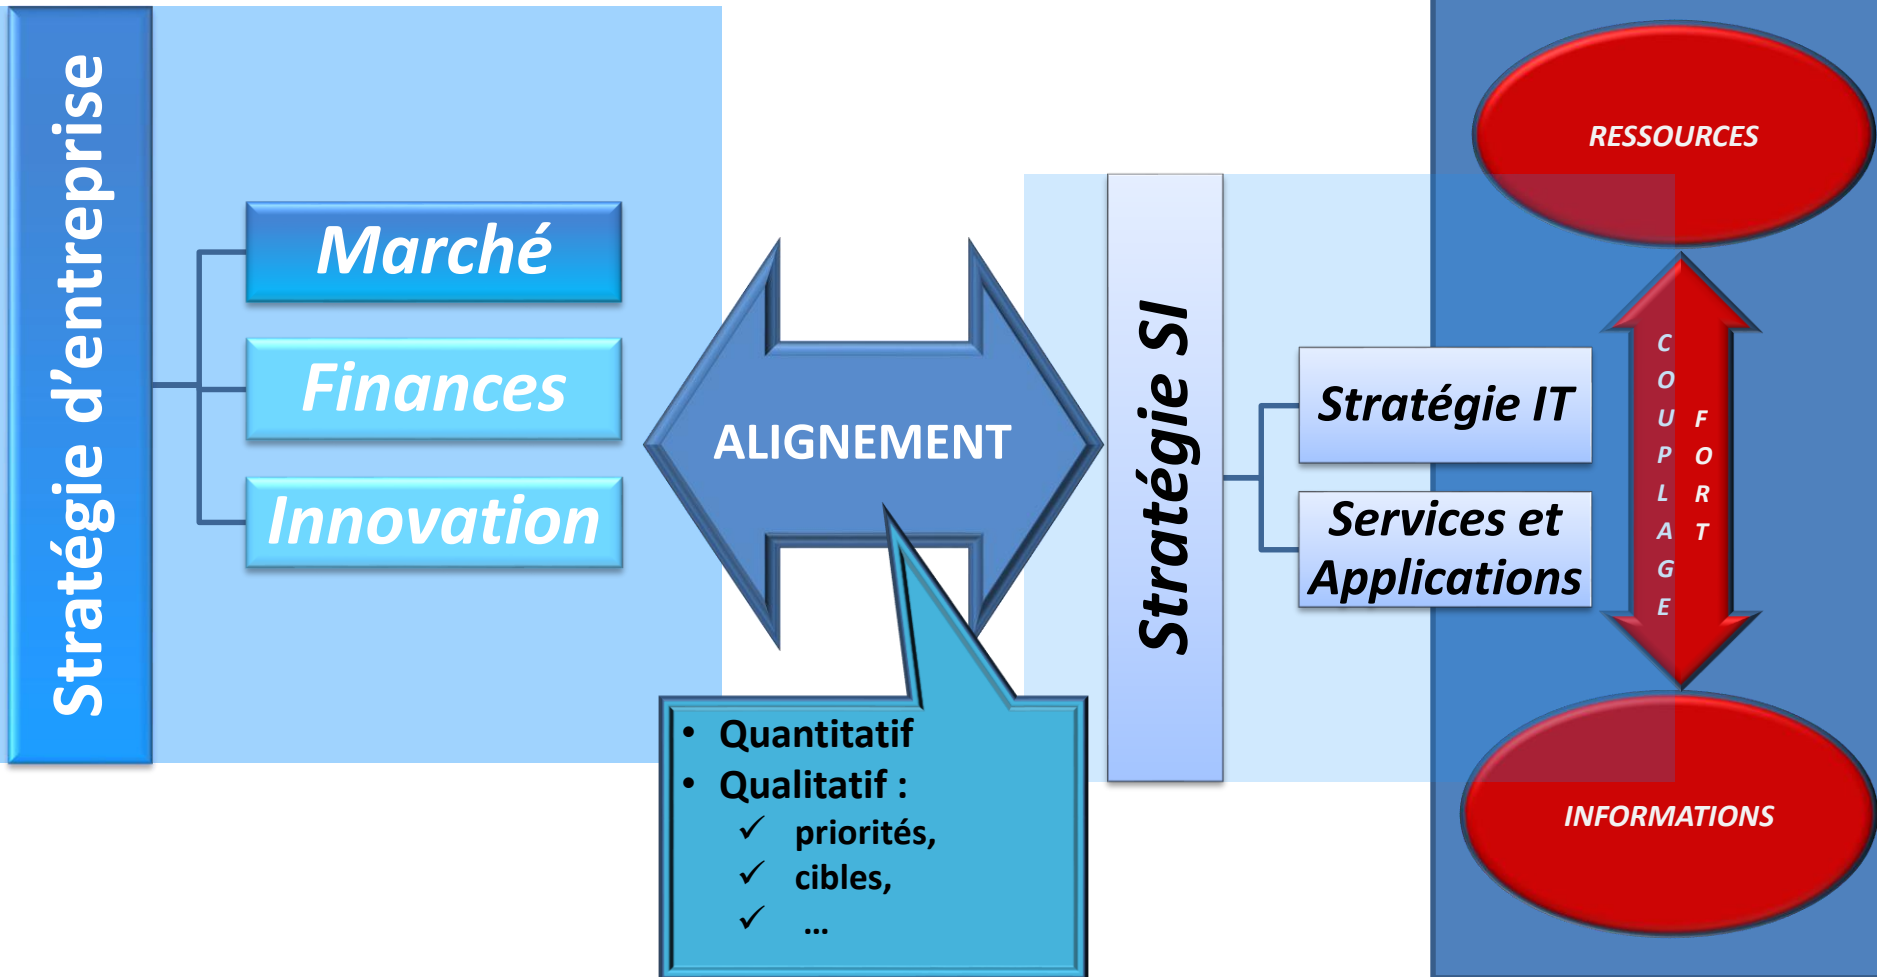 Stratégie d’entreprise
Marché
Finances
Innovation
ALIGNEMENT
• Quantitatif
• Qualitatif :
✓ priorités,
✓ cibles,
✓ ...
Stratégie SI
Stratégie IT
Services et
Applications
RESSOURCES
COUPLAGE
FORT
INFORMATIONS